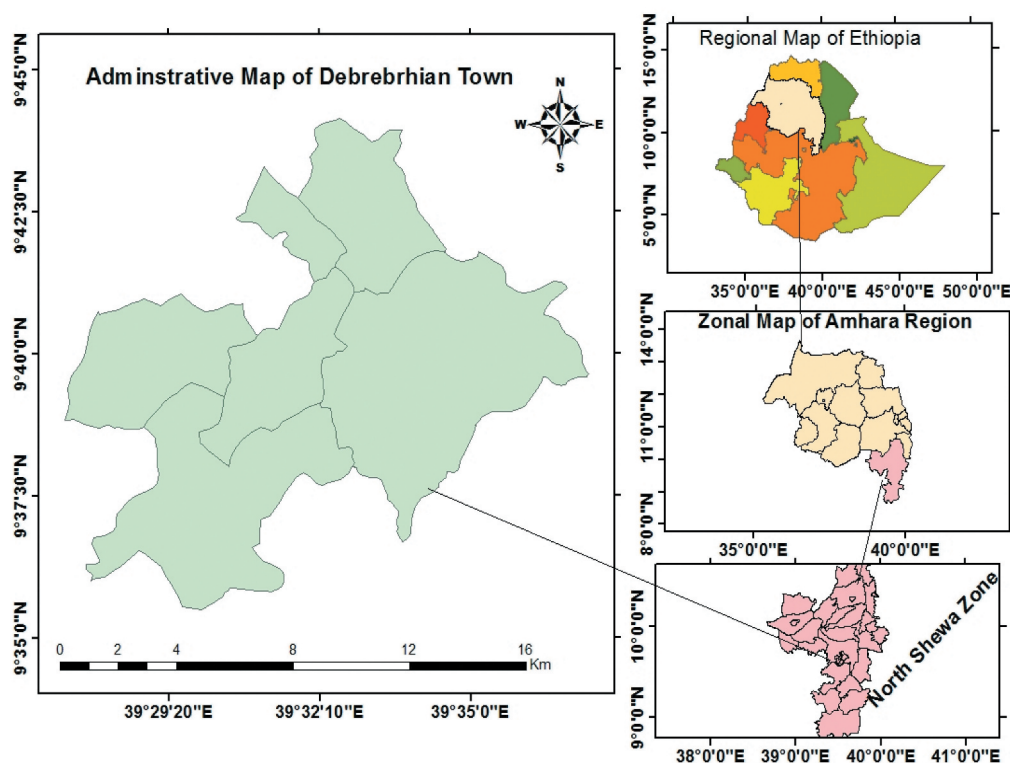 Adminstrative Map of Debrebrhian Town
N
W E
S
9°45'0"N
9°42'30"N
9°40'0"N
9°37'30"N
9°35'0"N
0 2 4 8 12 16
Km
39°29'20"E 39°32'10"E 39°35'0"E
Regional Map of Ethiopia
15°0'0"N
10°0'0"N
5°0'0"N
35°0'0"E 40°0'0"E 45°0'0"E 50°0'0"E
Zonal Map of Amhara Region
14°0'0"N
11°0'0"N
8°0'0"N
35°0'0"E 40°0'0"E
North Shewa Zone
10°0'0"N
9°0'0"N
38°0'0"E 39°0'0"E 40°0'0"E 41°0'0"E